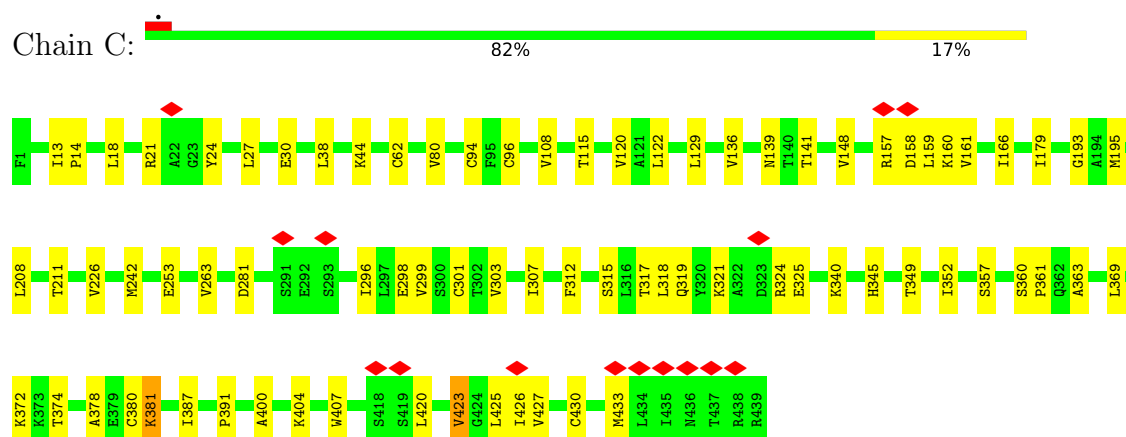 Chain C:
82%
17%
F1 I13 P14 L18 R21 A22 G23 Y24 L27 E30 L38 K44 C62 V80 C94 F95 C96 V108 T115 V120 A121 L122 L129 V136 N139 T140 T141 V148 R157 D158 L159 K160 V161 I166 I179 G193 A194 M195
L208 T211 V226 M242 E253 V263 D281 S291 E292 S293 I296 L297 E298 V299 S300 C301 T302 V303 I307 F312 S315 L316 T317 L318 Q319 Y320 K321 A322 D323 R324 E325 K340 H345 T349 I352 S357 S360 P361 Q362 A363 L369
K372 K373 T374 A378 E379 C380 K381 I387 P391 A400 K404 W407 S418 S419 L420 V423 G424 L425 I426 V427 C430 M433 L434 I435 N436 T437 R438 R439